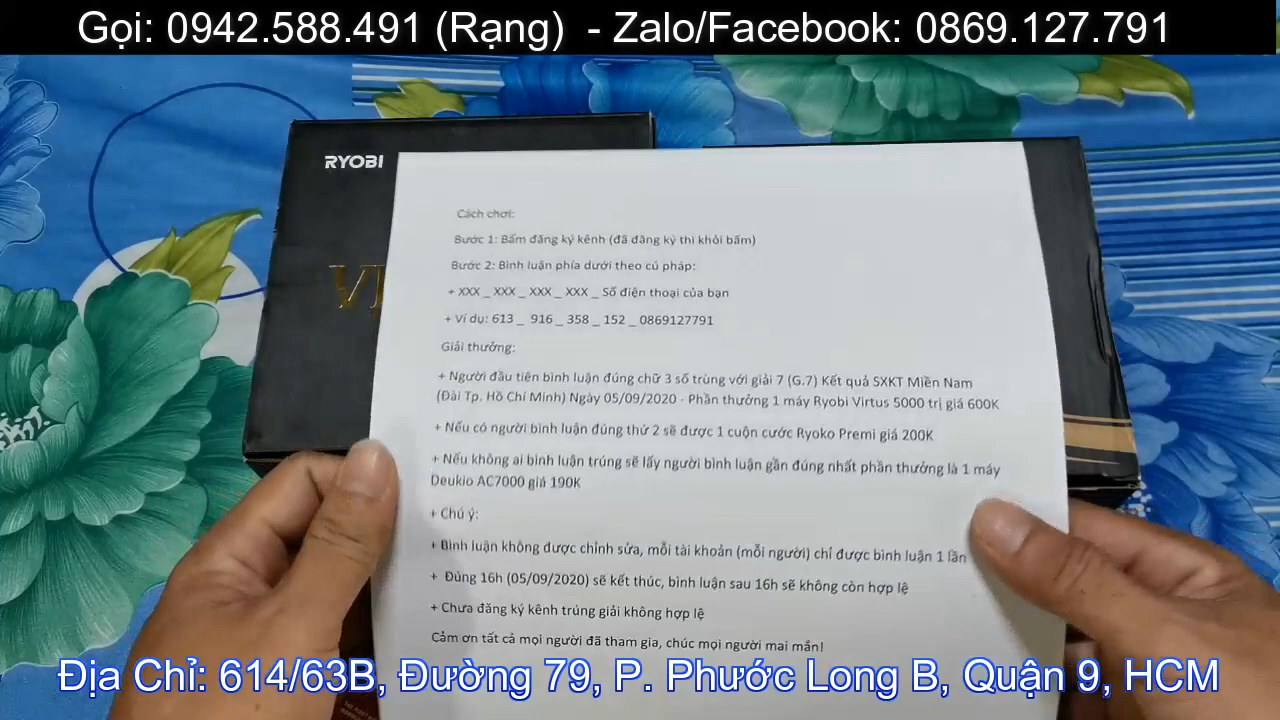 Gọi: 0942.588.491 (Rạng) - Zalo/Facebook: 0869.127.791
RYOBI
Cách chơi:
Bước 1: Bấm đăng ký kênh (đã đăng ký thì khỏi bấm)
Bước 2: Bình luận phía dưới theo cú pháp:
+ XXX _ XXX _ XXX _ XXX _ Số điện thoại của bạn
+ Ví dụ: 613 _ 916 _ 358 _ 152 _ 0869127791
Giải thưởng:
+ Người đầu tiên bình luận đúng chữ 3 số trùng với giải 7 (G.7) Kết quả SXKT Miền Nam
(Đài Tp. Hồ Chí Minh) Ngày 05/09/2020 - Phần thưởng 1 máy Ryobi Virtus 5000 trị giá 600K
+ Nếu có người bình luận đúng thứ 2 sẽ được 1 cuộn cước Ryoko Premi giá 200K
+ Nếu không ai bình luận trúng sẽ lấy người bình luận gần đúng nhất phần thưởng là 1 máy
Deukio AC7000 giá 190K
+ Chú ý:
+ Bình luận không được chỉnh sửa, mỗi tài khoản (mỗi người) chỉ được bình luận 1 lần
+ Đúng 16h (05/09/2020) sẽ kết thúc, bình luận sau 16h sẽ không còn hợp lệ
+ Chưa đăng ký kênh trúng giải không hợp lệ
Cảm ơn tất cả mọi người đã tham gia, chúc mọi người mai mắn!
Địa Chỉ: 614/63B, Đường 79, P. Phước Long B, Quận 9, HCM